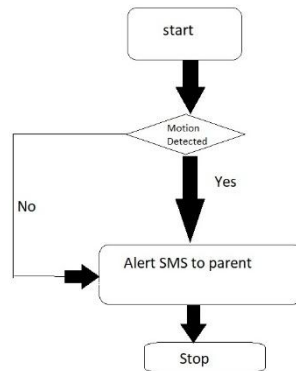 start
Motion
Detected
Yes
No
Alert SMS to parent
Stop